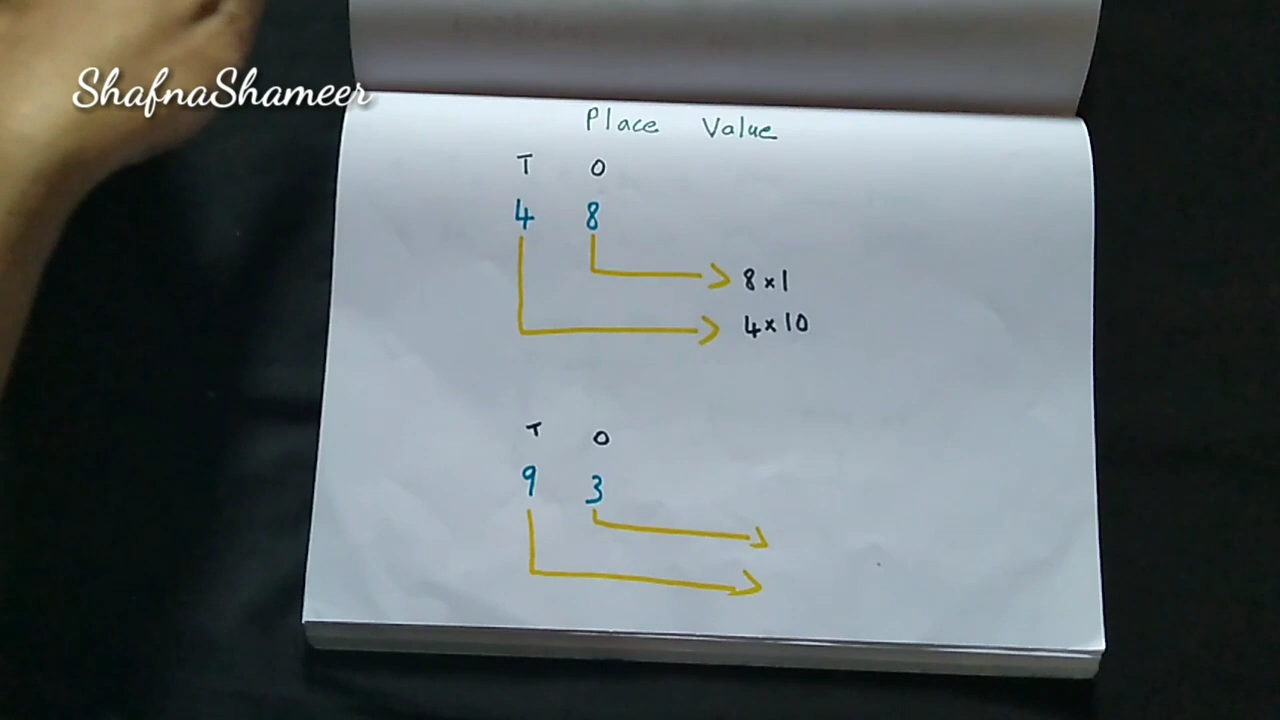 ShafnaShameer
Place Value
T O
4 8
8 × 1
4 × 10
T O
9 3